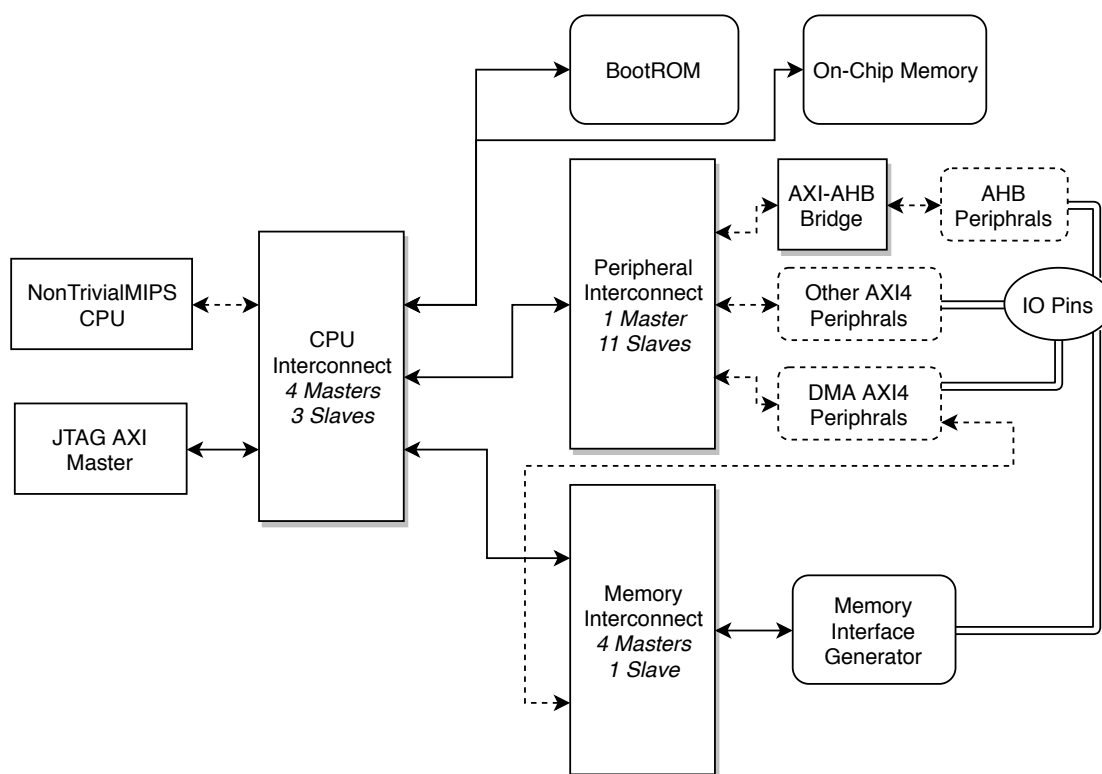 BootROM
On-Chip Memory
AXI-AHB
Bridge
AHB
Periphrals
NonTrivialMIPS
CPU
CPU
Interconnect
4 Masters
3 Slaves
Peripheral
Interconnect
1 Master
11 Slaves
Other AXI4
Periphrals
IO Pins
JTAG AXI
Master
DMA AXI4
Periphrals
Memory
Interconnect
4 Masters
1 Slave
Memory
Interface
Generator